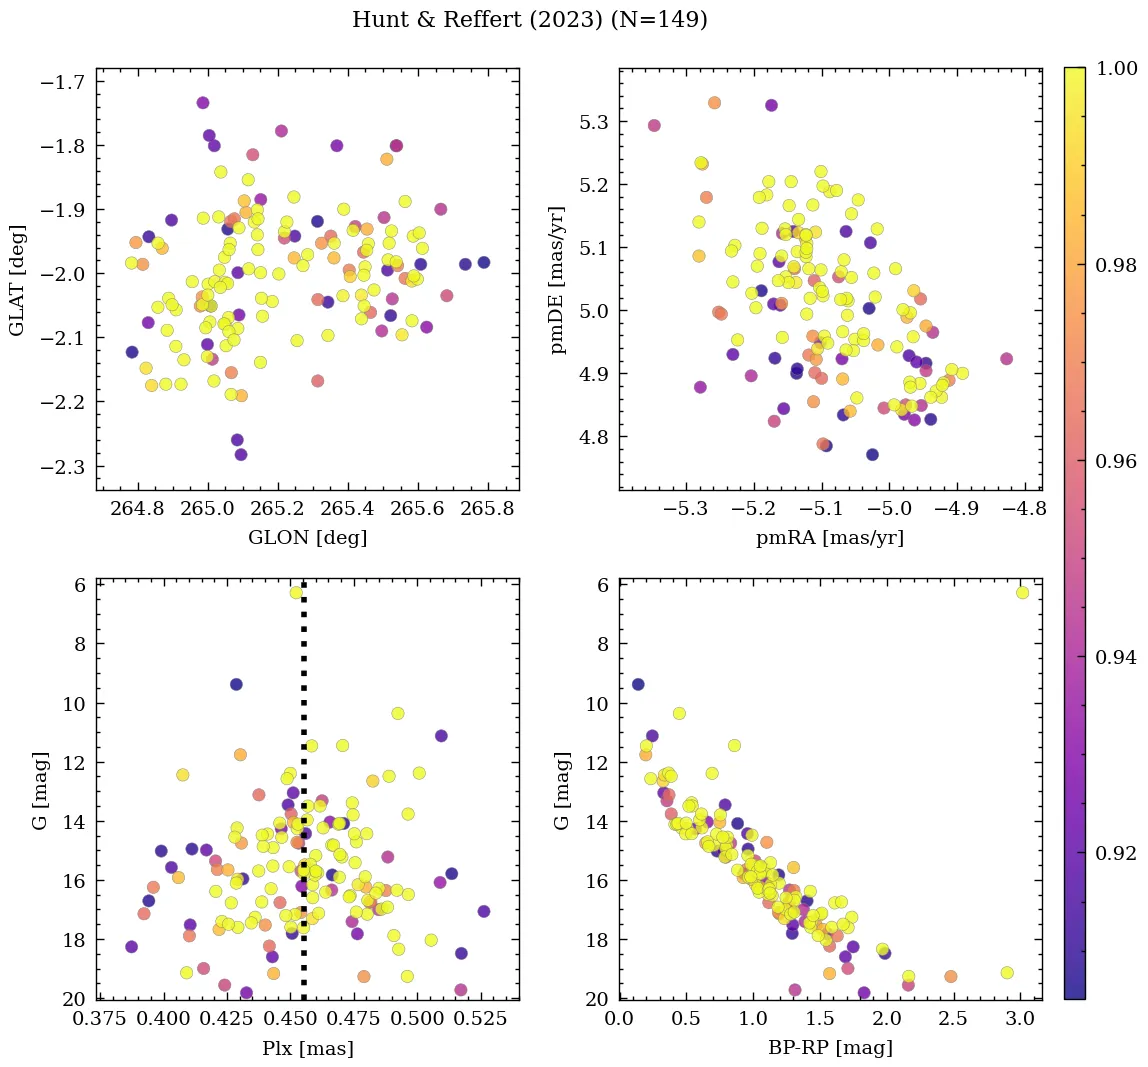 Hunt & Reffert (2023) (N=149)
−1.7
−1.8
−1.9
−2.0
−2.1
−2.2
−2.3
GLAT [deg]
264.8 265.0 265.2 265.4 265.6 265.8
GLON [deg]
5.3
5.2
5.1
5.0
4.9
4.8
pmDE [mas/yr]
−5.3 −5.2 −5.1 −5.0 −4.9 −4.8
pmRA [mas/yr]
6
8
10
12
14
16
18
20
G [mag]
0.375 0.400 0.425 0.450 0.475 0.500 0.525
Plx [mas]
6
8
10
12
14
16
18
20
G [mag]
0.0 0.5 1.0 1.5 2.0 2.5 3.0
BP-RP [mag]
1.00
0.98
0.96
0.94
0.92